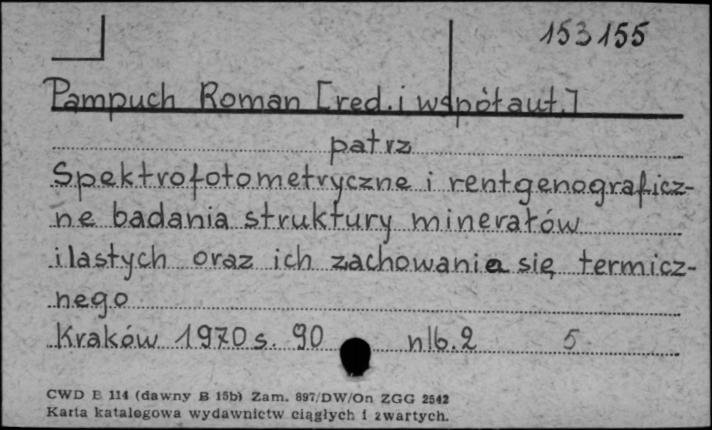 153155
Pampuch Roman [red. i współaut.]
patrz
Spektrofotometryczne i rentgenograficz-
ne badania struktury minerałów
ilastych oraz ich zachowania się termicz-
nego
Kraków 1970 s. 90 nlb. 2 5
CWD B 114 (dawny B 15b) Zam. 897/DW/On ZGG 2542
Karta katalogowa wydawnictw ciągłych i zwartych.